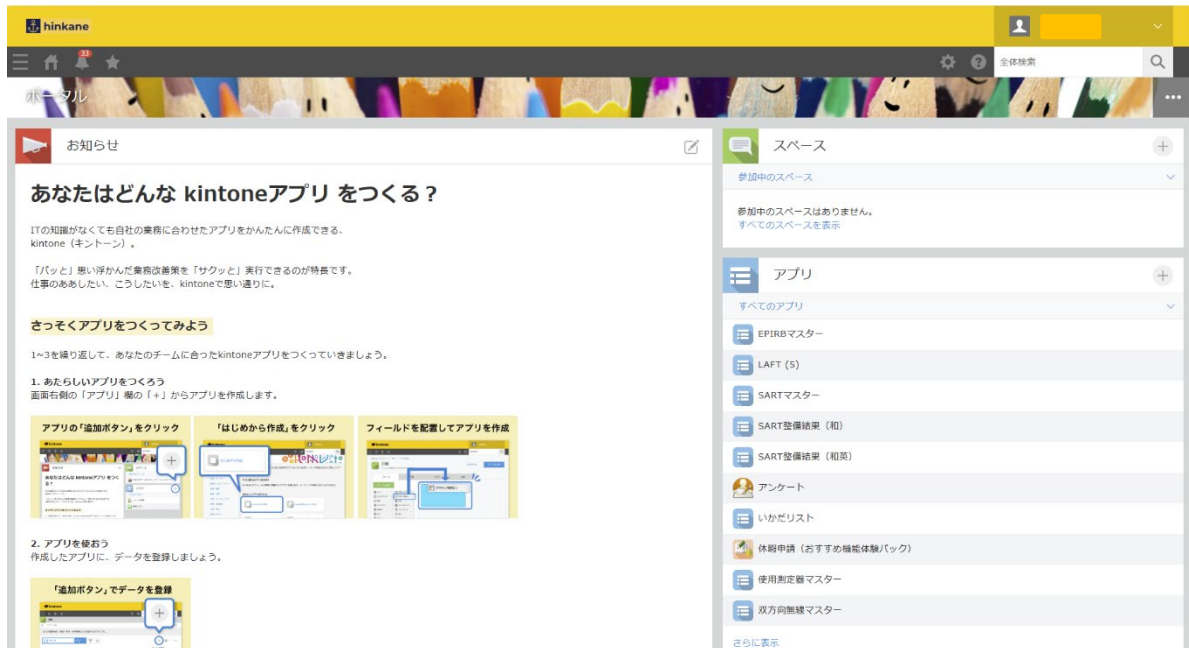 hinkane
33
全体検索
ポータル
お知らせ
あなたはどんな kintoneアプリ をつくる？
ITの知識がなくても自社の業務に合わせたアプリをかんたんに作成できる、
kintone（キントーン）。
「パッと」思い浮かんだ業務改善策を「サクッと」実行できるのが特長です。
仕事のああしたい、こうしたいを、kintoneで思い通りに。
さっそくアプリをつくってみよう
1~3を繰り返して、あなたのチームに合ったkintoneアプリをつくっていきましょう。
1. あたらしいアプリをつくろう
画面右側の「アプリ」欄の「+」からアプリを作成します。
アプリの「追加ボタン」をクリック
「はじめから作成」をクリック
フィールドを配置してアプリを作成
2. アプリを使おう
作成したアプリに、データを登録しましょう。
「追加ボタン」でデータを登録
スペース
参加中のスペース
参加中のスペースはありません。
すべてのスペースを表示
アプリ
すべてのアプリ
EPIRBマスター
LAFT (S)
SARTマスター
SART整備結果（和）
SART整備結果（和英）
アンケート
いかだリスト
休暇申請（おすすめ機能体験パック）
使用測定器マスター
双方向無線マスター
さらに表示